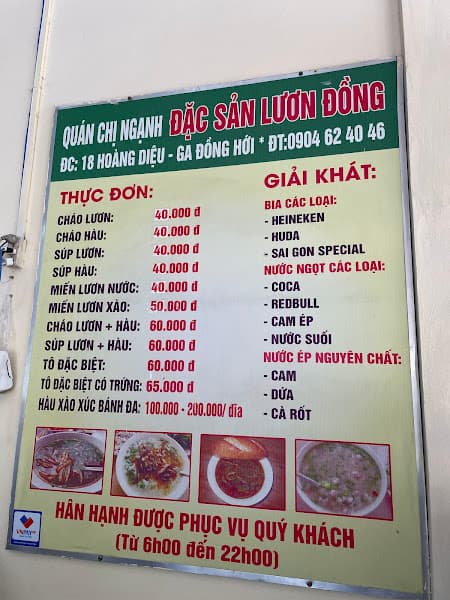 QUÁN CHỊ NGẠNH ĐẶC SẢN LƯƠN ĐỒNG
ĐC: 18 HOÀNG DIỆU - GA ĐỒNG HỚI * ĐT:0904 62 40 46
THỰC ĐƠN:
CHÁO LƯƠN: 40.000 đ
CHÁO HÀU: 40.000 đ
SÚP LƯƠN: 40.000 đ
SÚP HÀU: 40.000 đ
MIẾN LƯƠN NƯỚC: 40.000 đ
MIẾN LƯƠN XÀO: 50.000 đ
CHÁO LƯƠN + HÀU: 60.000 đ
SÚP LƯƠN + HÀU: 60.000 đ
TÔ ĐẶC BIỆT: 60.000 đ
TÔ ĐẶC BIỆT CÓ TRỨNG: 65.000 đ
HÀU XÀO XÚC BÁNH ĐA: 100.000 - 200.000/ dĩa
GIẢI KHÁT:
BIA CÁC LOẠI:
- HEINEKEN
- HUDA
- SAI GON SPECIAL
NƯỚC NGỌT CÁC LOẠI:
- COCA
- REDBULL
- CAM ÉP
- NƯỚC SUỐI
NƯỚC ÉP NGUYÊN CHẤT:
- CAM
- DỨA
- CÀ RỐT
HÂN HẠNH ĐƯỢC PHỤC VỤ QUÝ KHÁCH
(Từ 6h00 đến 22h00)